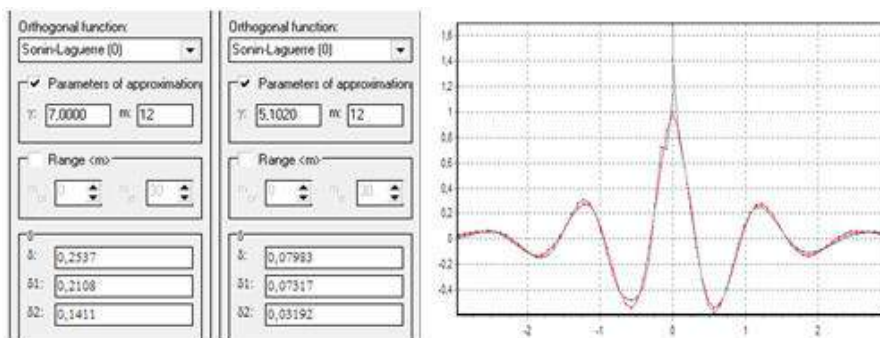 Orthogonal function:
Sonin-Laguerre (0)
Parameters of approximation
γ: 7,0000 m: 12
Range <m>
0 30
δ
δ: 0,2537
δ1: 0,2108
δ2: 0,1411
Orthogonal function:
Sonin-Laguerre (0)
Parameters of approximation
γ: 5,1020 m: 12
Range <m>
0 30
δ
δ: 0,07983
δ1: 0,07317
δ2: 0,03192
1,6
1,4
1,2
1
0,8
0,6
0,4
0,2
0
-0,2
-0,4
-2 -1 0 1 2